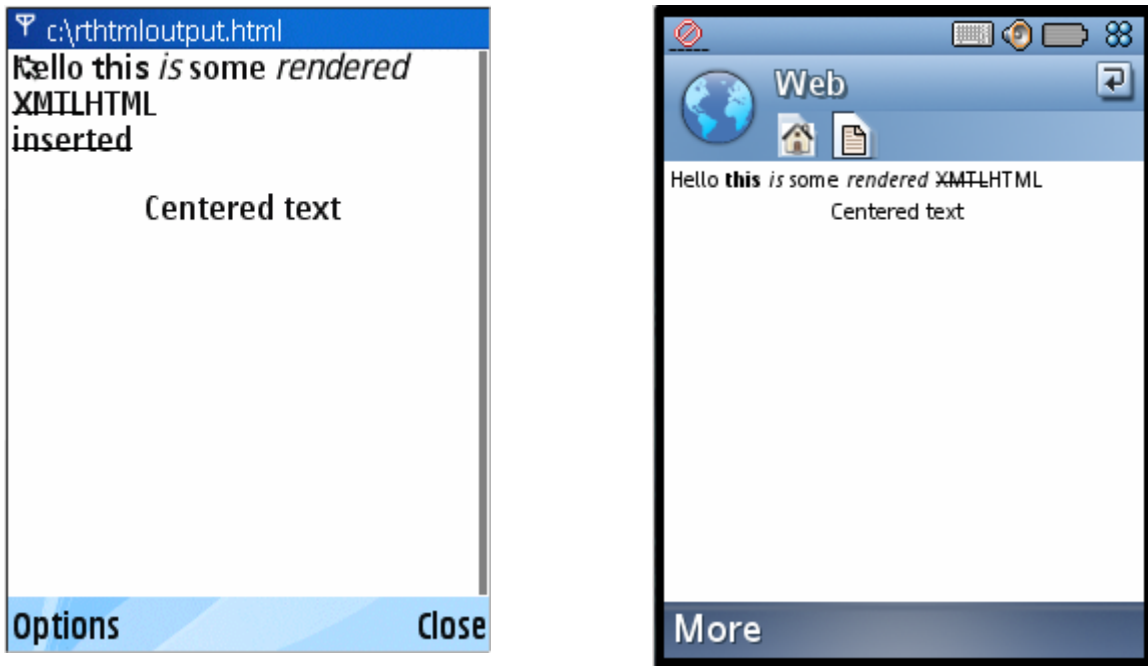 c:\rthtmloutput.html
Hello this is some rendered
XMTLHTML
inserted
Centered text
Options
Close
Web
Hello this is some rendered XMTLHTML
Centered text
More